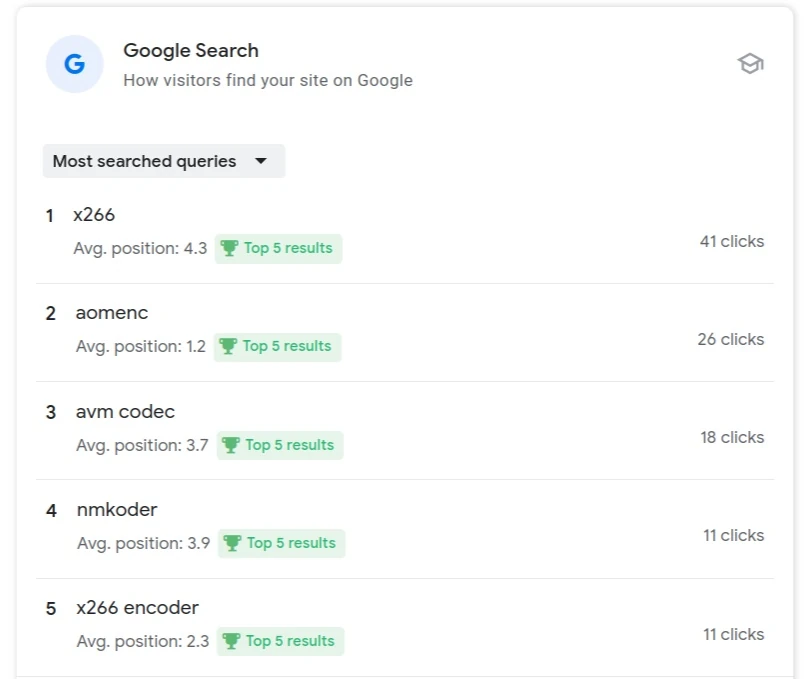 G
Google Search
How visitors find your site on Google
Most searched queries
1 x266
Avg. position: 4.3 Top 5 results
41 clicks
2 aomenc
Avg. position: 1.2 Top 5 results
26 clicks
3 avm codec
Avg. position: 3.7 Top 5 results
18 clicks
4 nmkoder
Avg. position: 3.9 Top 5 results
11 clicks
5 x266 encoder
Avg. position: 2.3 Top 5 results
11 clicks